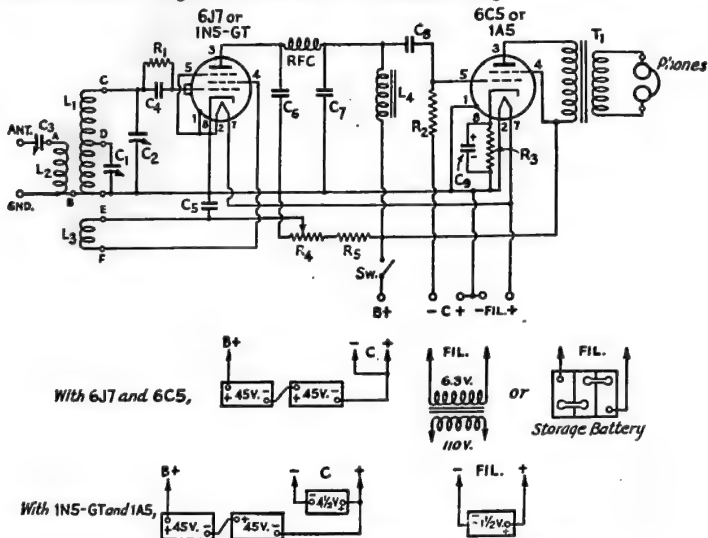 6J7 or
1N5-GT
6C5 or
1A5
T1
Phones
R1
C4
RFC
C8
C
L1
C3
ANT.
A
L2
D
C1
C2
B
GND.
5
3
4
1
8
2
7
C6
C7
L4
R2
5
3
4
1
8
2
7
C9
+
-
R3
C5
E
L3
F
R4
R5
Sw.
B+
- C + -FIL.+
With 6J7 and 6C5,
B+
+ 45V. -
+ 45V. -
- C +
FIL.
6.3 V.
110V.
or
FIL.
Storage Battery
With 1N5-GT and 1A5,
B+
+ 45V. -
+ 45V. -
- C +
- 4½V. +
- FIL. +
- 1½V. +